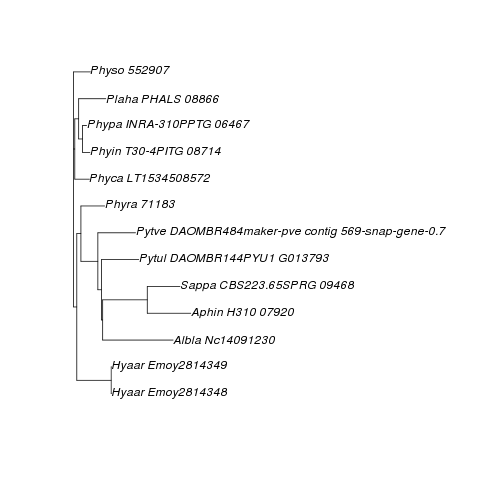 Physo 552907
Plaha PHALS 08866
Phypa INRA-310PPTG 06467
Phyin T30-4PITG 08714
Phyca LT1534508572
Phyra 71183
Pytve DAOMBR484maker-pve contig 569-snap-gene-0.7
Pytul DAOMBR144PYU1 G013793
Sappa CBS223.65SPRG 09468
Aphin H310 07920
Albla Nc14091230
Hyaar Emoy2814349
Hyaar Emoy2814348